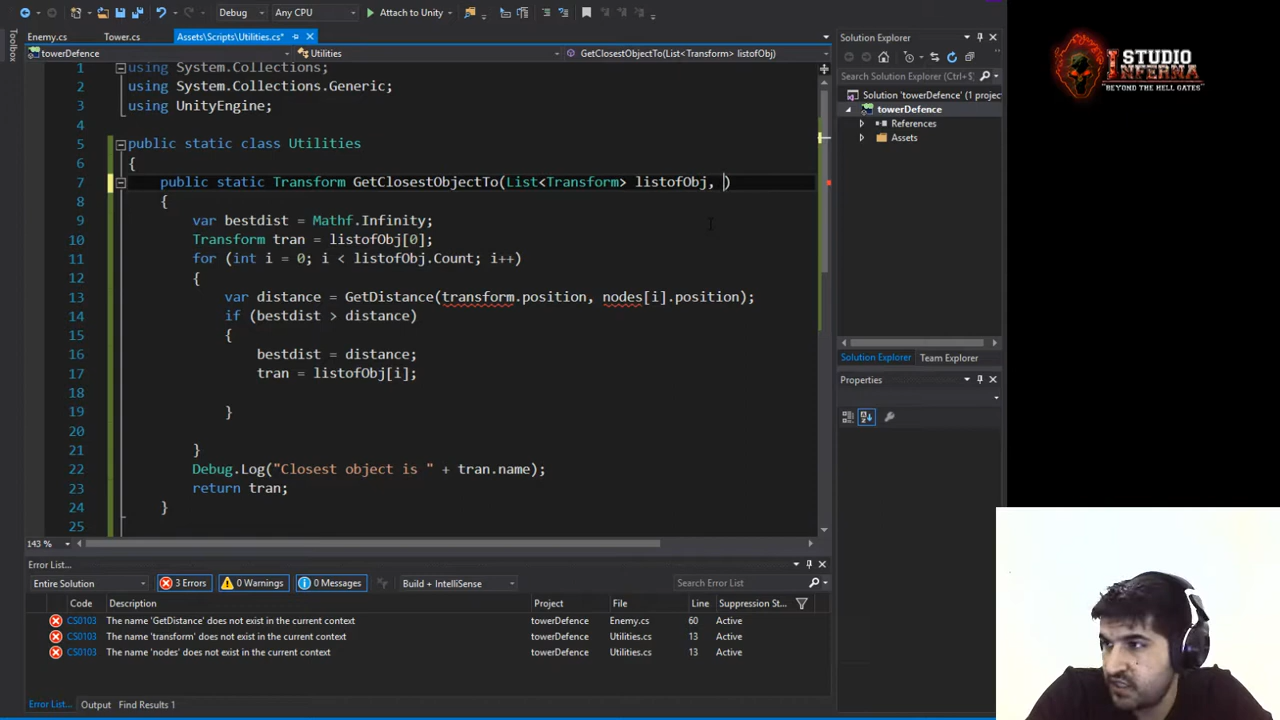 Debug
Any CPU
Attach to Unity
Enemy.cs
Tower.cs
Assets\Scripts\Utilities.cs*
Toolbox
towerDefence
Utilities
GetClosestObjectTo(List<Transform> listofObj)
1 using System.Collections;
2 using System.Collections.Generic;
3 using UnityEngine;
4
5 public static class Utilities
6 {
7 public static Transform GetClosestObjectTo(List<Transform> listofObj, )
8 {
9 var bestdist = Mathf.Infinity;
10 Transform tran = listofObj[0];
11 for (int i = 0; i < listofObj.Count; i++)
12 {
13 var distance = GetDistance(transform.position, nodes[i].position);
14 if (bestdist > distance)
15 {
16 bestdist = distance;
17 tran = listofObj[i];
18
19 }
20
21 }
22 Debug.Log("Closest object is " + tran.name);
23 return tran;
24 }
25
143 %
Solution Explorer
Search Solution Explorer (Ctrl+$)
Solution 'towerDefence' (1 projec
towerDefence
References
Assets
Solution Explorer Team Explorer
Properties
Error List...
Entire Solution
3 Errors
0 Warnings
0 Messages
Build + IntelliSense
Search Error List
Code Description Project File Line Suppression St...
CS0103 The name 'GetDistance' does not exist in the current context towerDefence Enemy.cs 60 Active
CS0103 The name 'transform' does not exist in the current context towerDefence Utilities.cs 13 Active
CS0103 The name 'nodes' does not exist in the current context towerDefence Utilities.cs 13 Active
Error List... Output Find Results 1
STUDIO
INFERNA
"BEYOND THE HELL GATES"